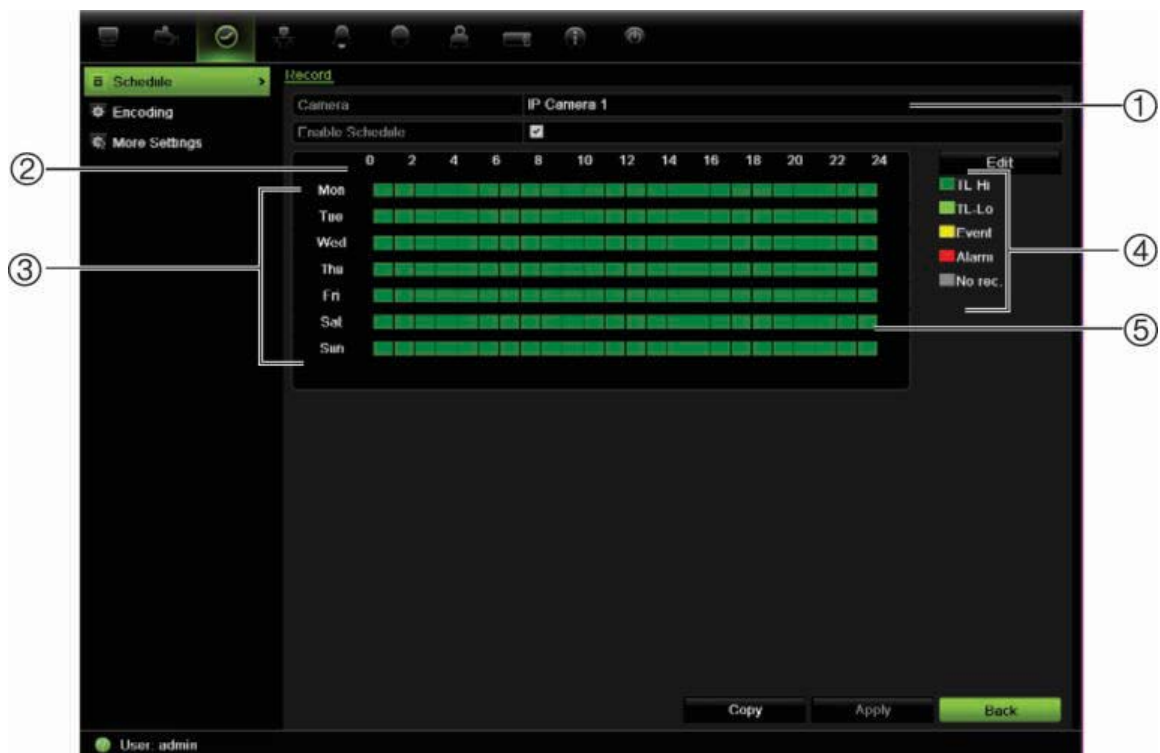 Schedule >
Encoding
More Settings
Record
Camera IP Camera 1
Enable Schedule
① 
② 0 2 4 6 8 10 12 14 16 18 20 22 24
Edit
Mon
Tue
Wed
③ Thu
Fri
Sat
Sun
TL Hi
TL-Lo
Event
Alarm
No rec.
④
⑤
Copy Apply Back
User: admin